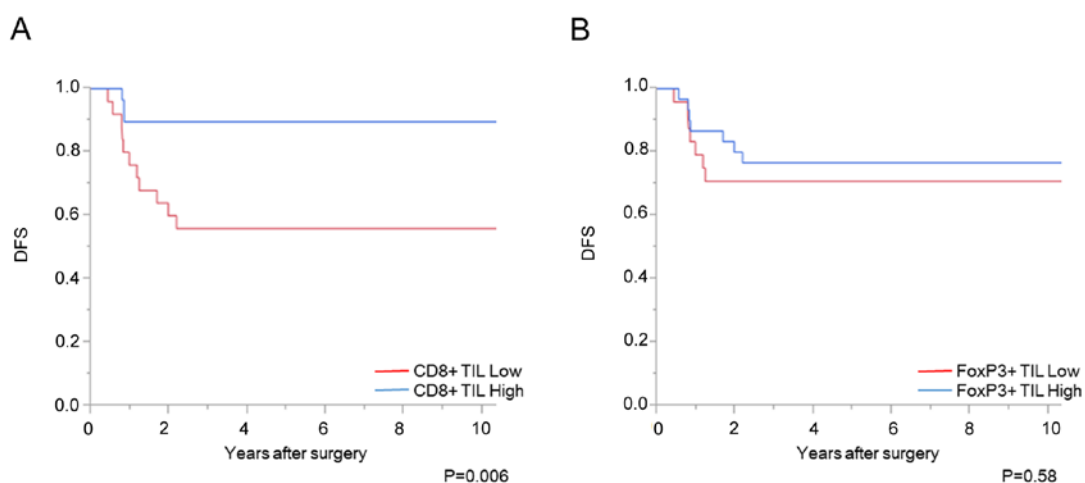 A
1.0
0.8
0.6
0.4
0.2
0.0
DFS
CD8+ TIL Low
CD8+ TIL High
0 2 4 6 8 10
Years after surgery
P=0.006
B
1.0
0.8
0.6
0.4
0.2
0.0
DFS
FoxP3+ TIL Low
FoxP3+ TIL High
0 2 4 6 8 10
Years after surgery
P=0.58